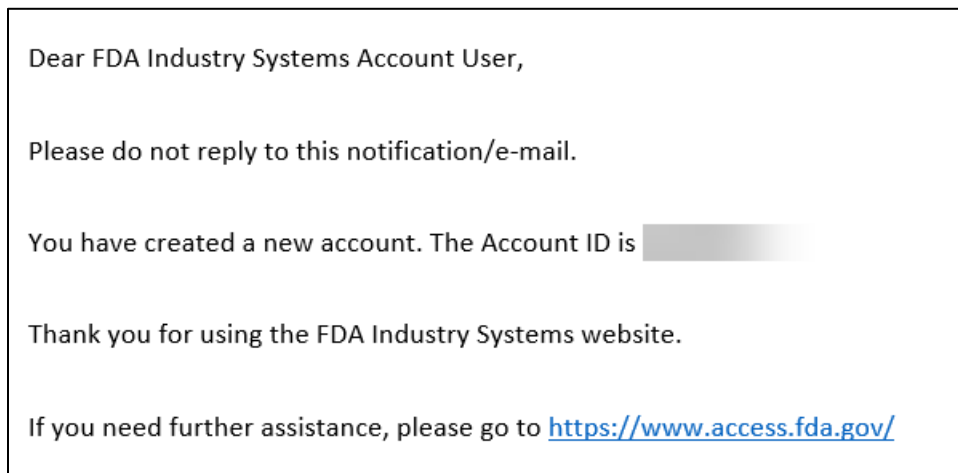 Dear FDA Industry Systems Account User,
Please do not reply to this notification/e-mail.
You have created a new account. The Account ID is
Thank you for using the FDA Industry Systems website.
If you need further assistance, please go to https://www.access.fda.gov/